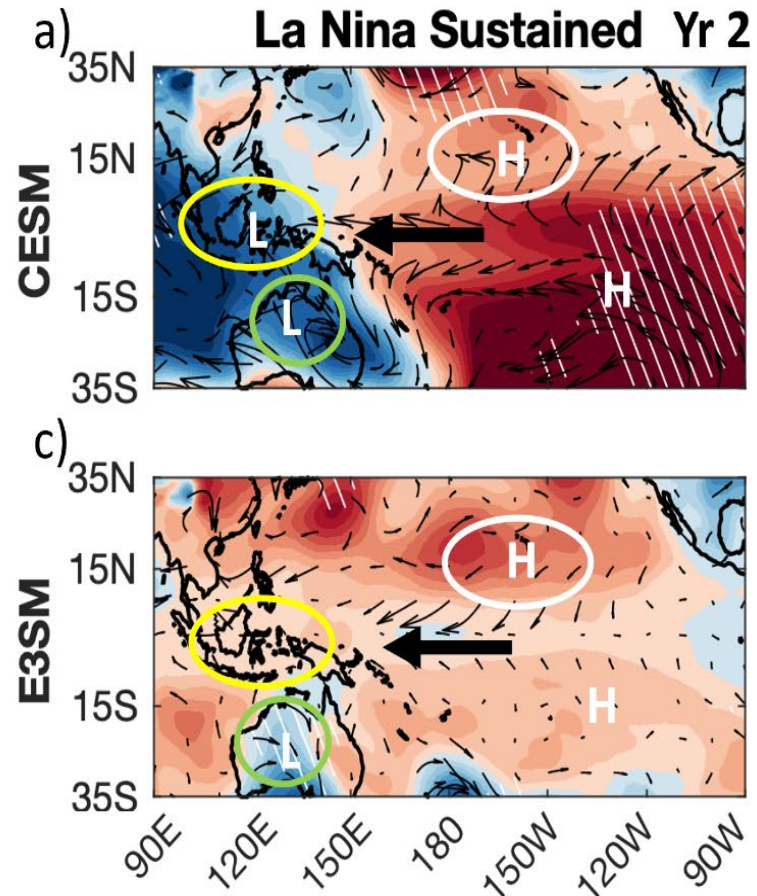 a)
La Nina Sustained Yr 2
CESM
35N
15N
15S
35S
H
L
H
L
c)
E3SM
35N
15N
15S
35S
H
H
L
90E
120E
150E
180
150W
120W
90W